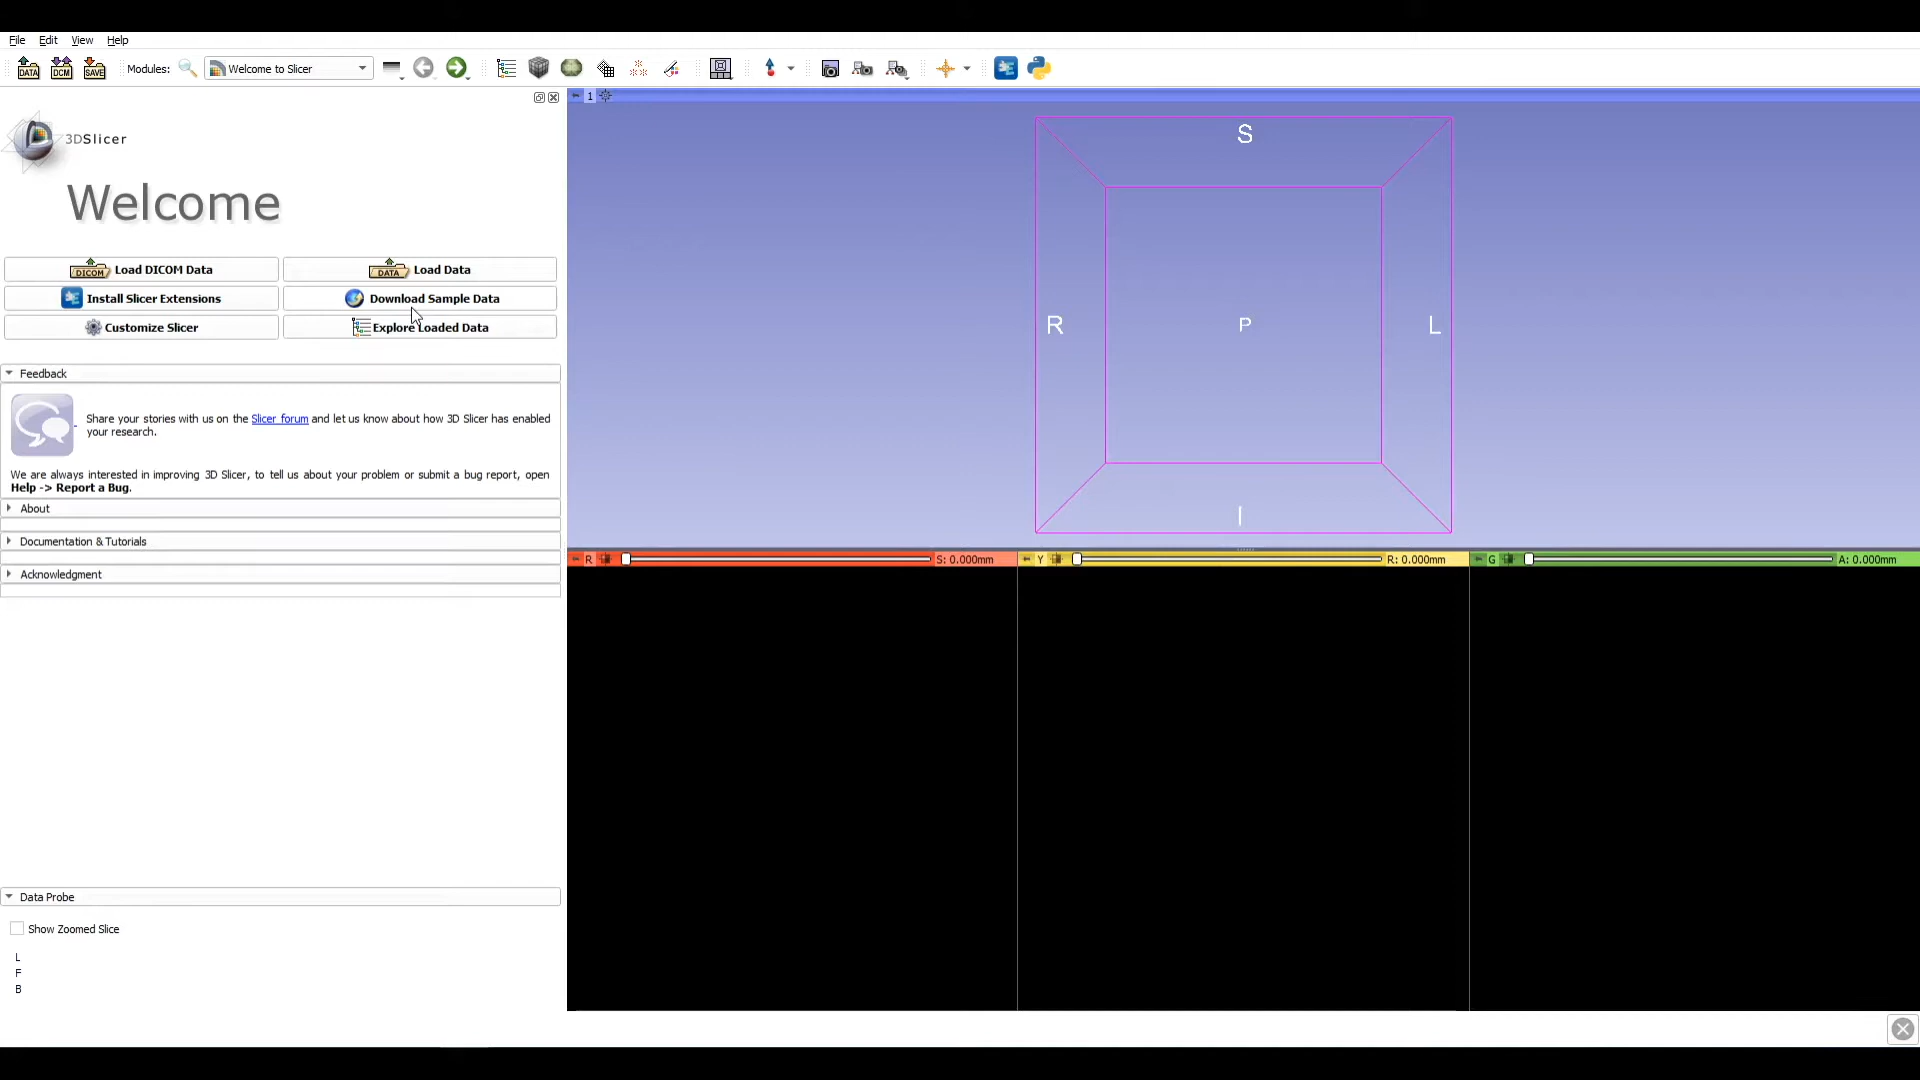 File Edit View Help
DATA DCM SAVE Modules: Welcome to Slicer
1
3DSlicer
Welcome
DICOM Load DICOM Data
DATA Load Data
Install Slicer Extensions
Download Sample Data
Customize Slicer
Explore Loaded Data
Feedback
Share your stories with us on the Slicer forum and let us know about how 3D Slicer has enabled
your research.
We are always interested in improving 3D Slicer, to tell us about your problem or submit a bug report, open
Help -> Report a Bug.
About
Documentation & Tutorials
Acknowledgment
Data Probe
Show Zoomed Slice
L
F
B
S
R P L
I
R S: 0.000mm
Y R: 0.000mm
G A: 0.000mm